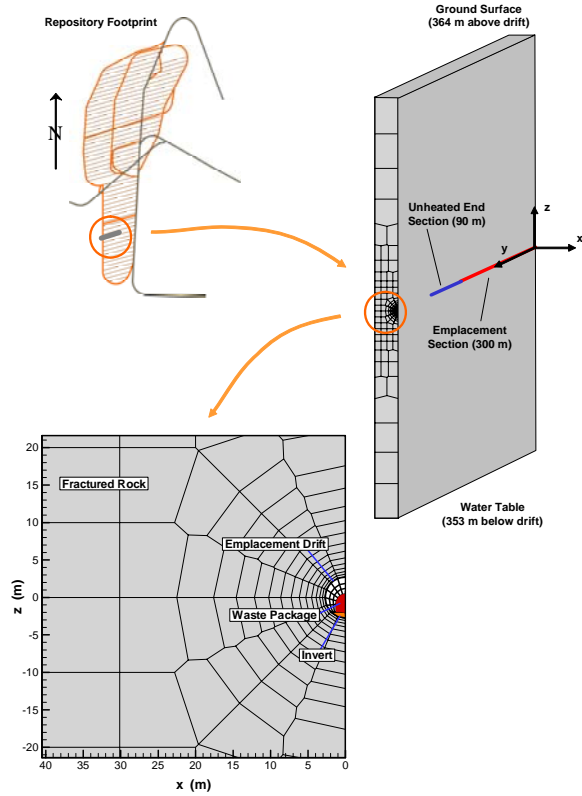 Repository Footprint
N
Ground Surface
(364 m above drift)
Unheated End
Section (90 m)
z
y
x
Emplacement
Section (300 m)
Water Table
(353 m below drift)
20
15
10
5
0
-5
-10
-15
-20
z (m)
Fractured Rock
Emplacement Drift
Waste Package
Invert
40 30 20 15 10 5 0
x (m)